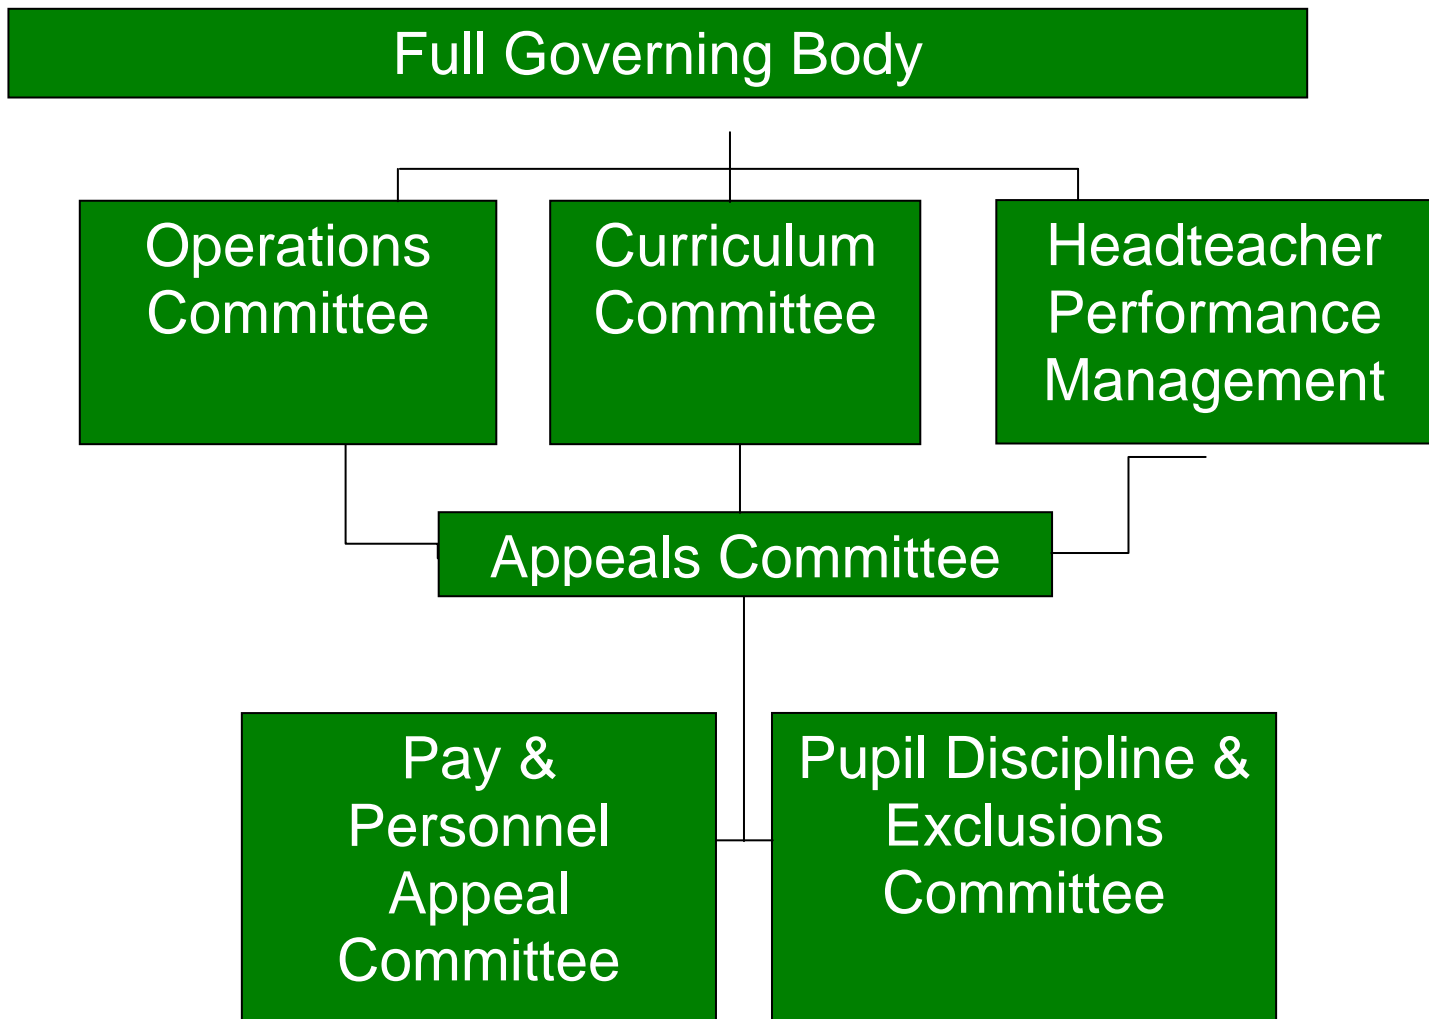 Full Governing Body
Operations
Committee
Curriculum
Committee
Headteacher
Performance
Management
Appeals Committee
Pay &
Personnel
Appeal
Committee
Pupil Discipline &
Exclusions
Committee